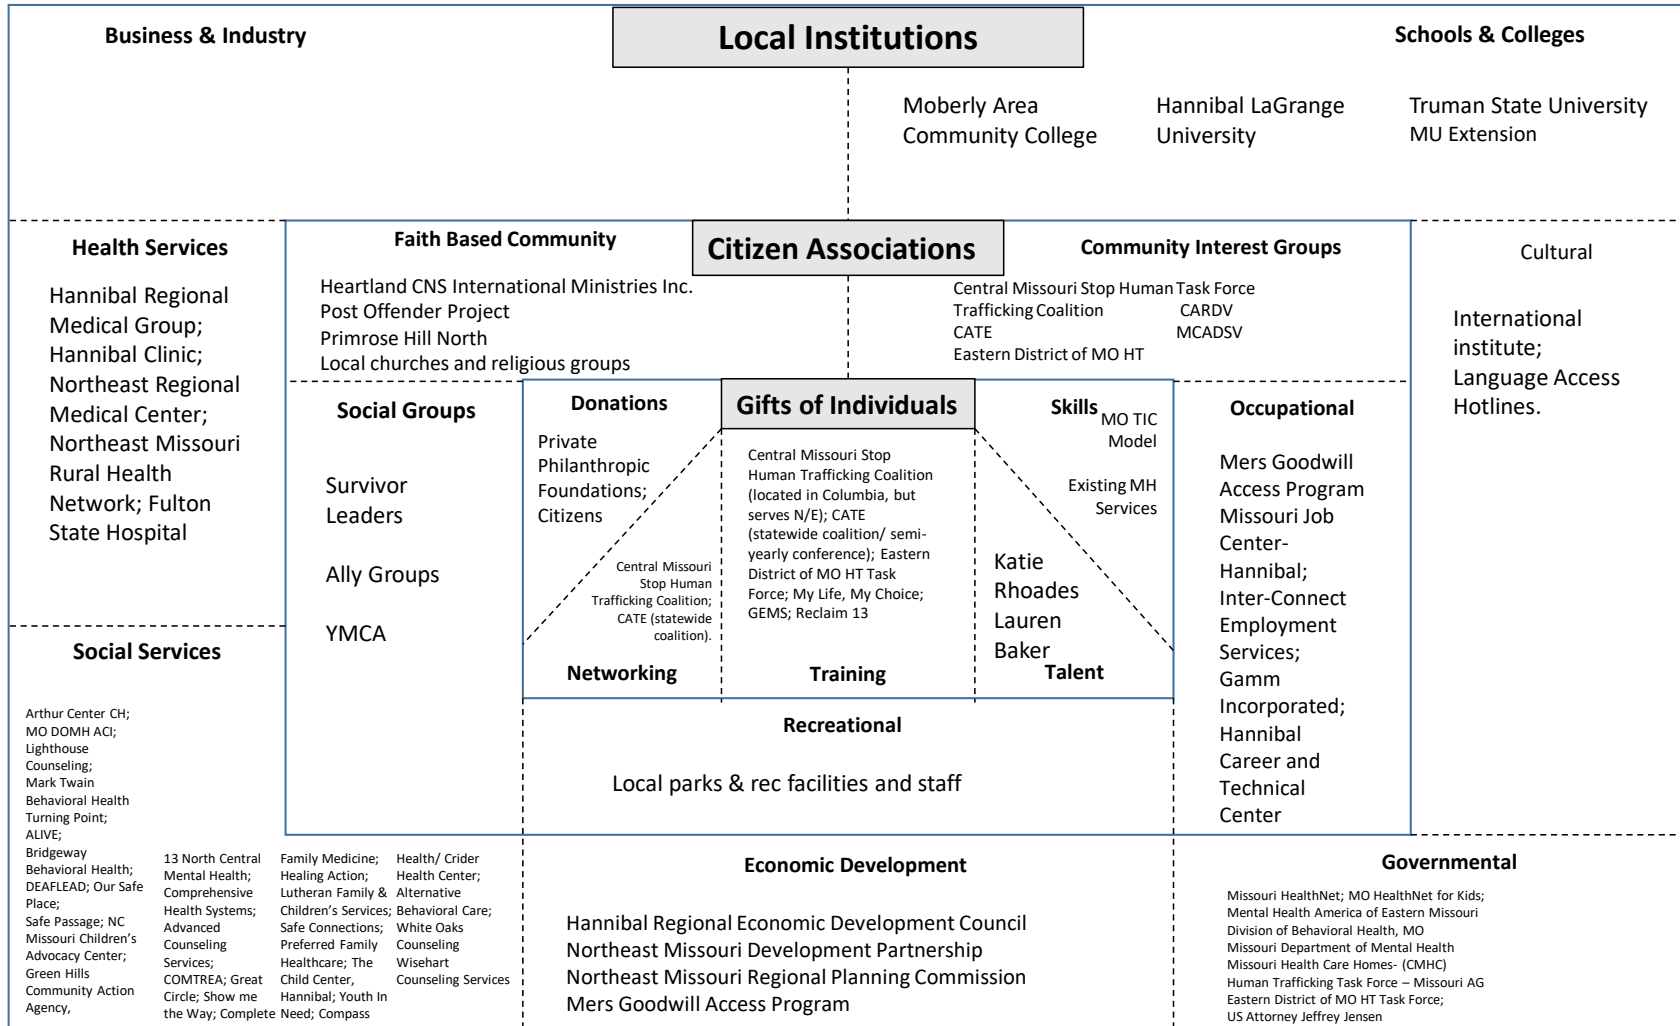 Business & Industry
Local Institutions
Schools & Colleges
Moberly Area
Community College
Hannibal LaGrange
University
Truman State University
MU Extension
Health Services
Hannibal Regional
Medical Group;
Hannibal Clinic;
Northeast Regional
Medical Center;
Northeast Missouri
Rural Health
Network; Fulton
State Hospital
Faith Based Community
Heartland CNS International Ministries Inc.
Post Offender Project
Primrose Hill North
Local churches and religious groups
Citizen Associations
Community Interest Groups
Central Missouri Stop Human
Trafficking Coalition
CATE
Eastern District of MO HT
Task Force
CARDV
MCADSV
Cultural
International
institute;
Language Access
Hotlines.
Social Groups
Survivor
Leaders
Ally Groups
YMCA
Donations
Private
Philanthropic
Foundations;
Citizens
Central Missouri
Stop Human
Trafficking Coalition;
CATE (statewide
coalition).
Networking
Gifts of Individuals
Central Missouri Stop
Human Trafficking Coalition
(located in Columbia, but
serves N/E); CATE
(statewide coalition/ semi-
yearly conference); Eastern
District of MO HT Task
Force; My Life, My Choice;
GEMS; Reclaim 13
Training
Skills
MO TIC
Model
Existing MH
Services
Katie
Rhoades
Lauren
Baker
Talent
Occupational
Mers Goodwill
Access Program
Missouri Job
Center-
Hannibal;
Inter-Connect
Employment
Services;
Gamm
Incorporated;
Hannibal
Career and
Technical
Center
Recreational
Local parks & rec facilities and staff
Social Services
Arthur Center CH;
MO DOMH ACI;
Lighthouse
Counseling;
Mark Twain
Behavioral Health
Turning Point;
ALIVE;
Bridgeway
Behavioral Health;
DEAFLEAD; Our Safe
Place;
Safe Passage; NC
Missouri Children's
Advocacy Center;
Green Hills
Community Action
Agency,
13 North Central
Mental Health;
Comprehensive
Health Systems;
Advanced
Counseling
Services;
COMTREA; Great
Circle; Show me
the Way; Complete
Family Medicine;
Healing Action;
Lutheran Family &
Children's Services;
Safe Connections;
Preferred Family
Healthcare; The
Child Center,
Hannibal; Youth In
Need; Compass
Health/ Crider
Health Center;
Alternative
Behavioral Care;
White Oaks
Counseling
Wisehart
Counseling Services
Economic Development
Hannibal Regional Economic Development Council
Northeast Missouri Development Partnership
Northeast Missouri Regional Planning Commission
Mers Goodwill Access Program
Governmental
Missouri HealthNet; MO HealthNet for Kids;
Mental Health America of Eastern Missouri
Division of Behavioral Health, MO
Missouri Department of Mental Health
Missouri Health Care Homes- (CMHC)
Human Trafficking Task Force – Missouri AG
Eastern District of MO HT Task Force;
US Attorney Jeffrey Jensen